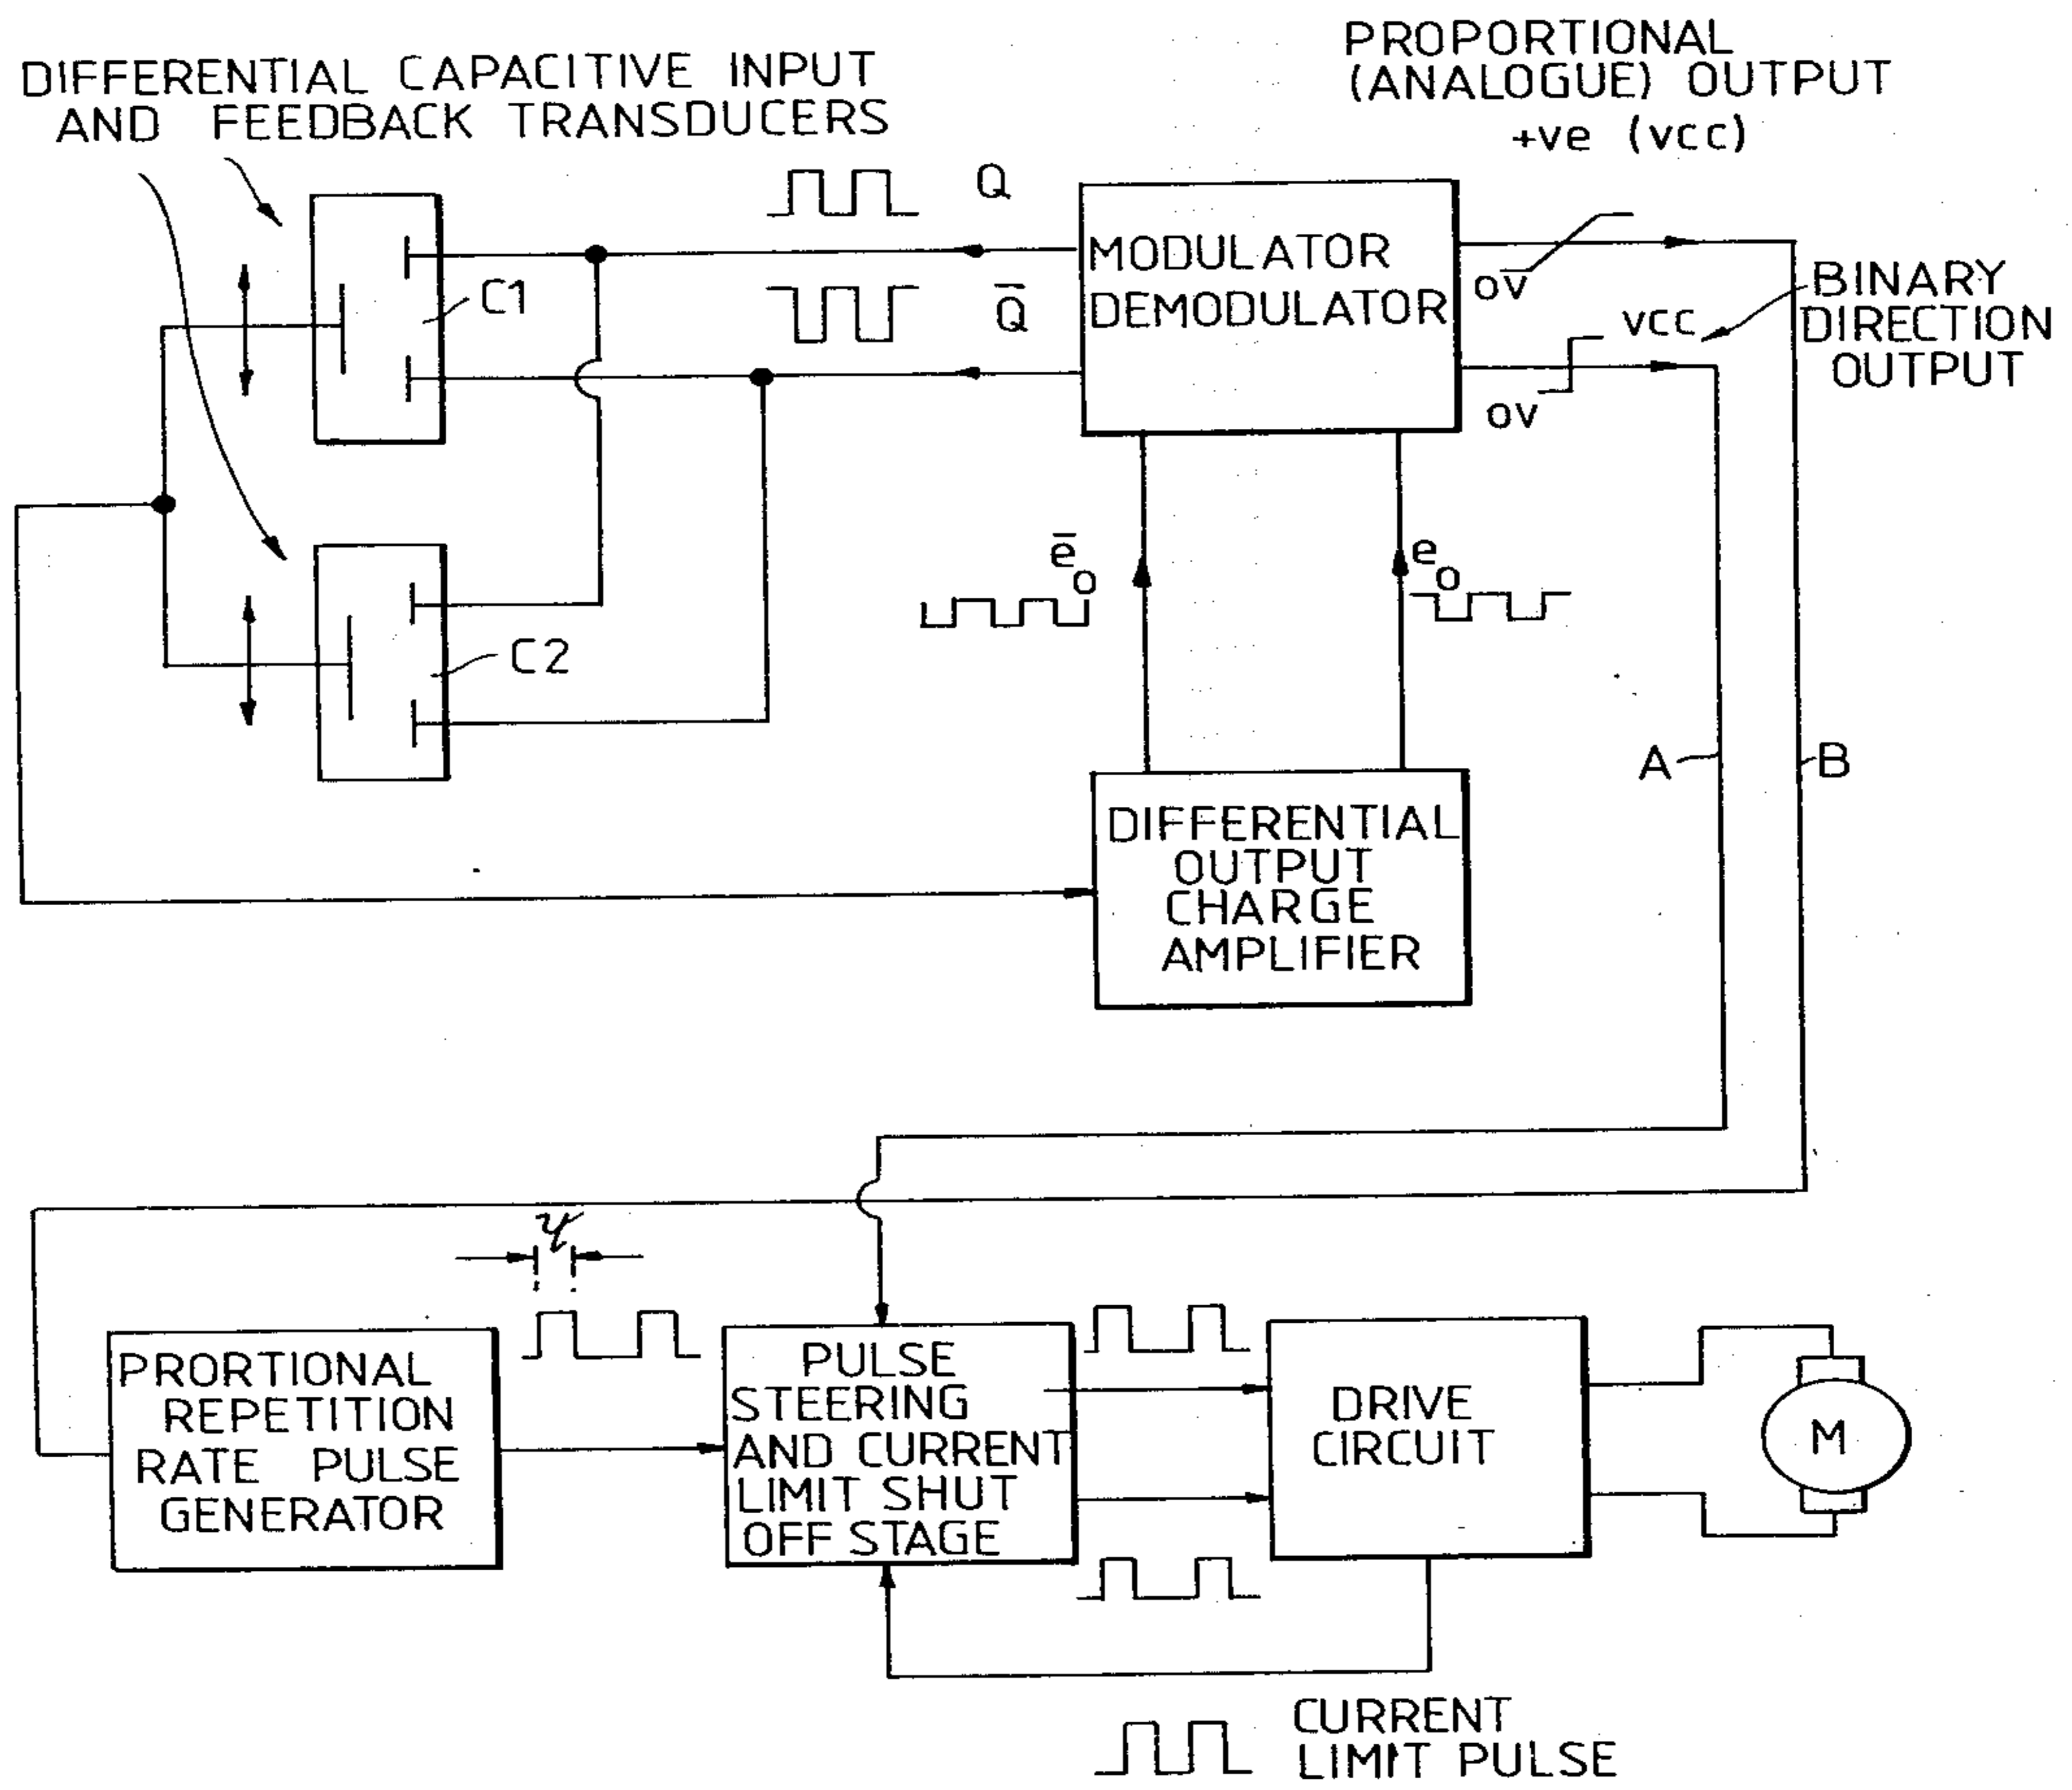 PROPORTIONAL
(ANALOGUE) OUTPUT
+ve (vcc)
DIFFERENTIAL CAPACITIVE INPUT
AND FEEDBACK TRANSDUCERS
Q
Q̅
C1
MODULATOR
DEMODULATOR
ov
vcc
ov
BINARY
DIRECTION
OUTPUT
C2
e̅o
eo
A
B
DIFFERENTIAL
OUTPUT
CHARGE
AMPLIFIER
PRORTIONAL
REPETITION
RATE PULSE
GENERATOR
PULSE
STEERING
AND CURRENT
LIMIT SHUT
OFF STAGE
DRIVE
CIRCUIT
M
CURRENT
LIMIT PULSE